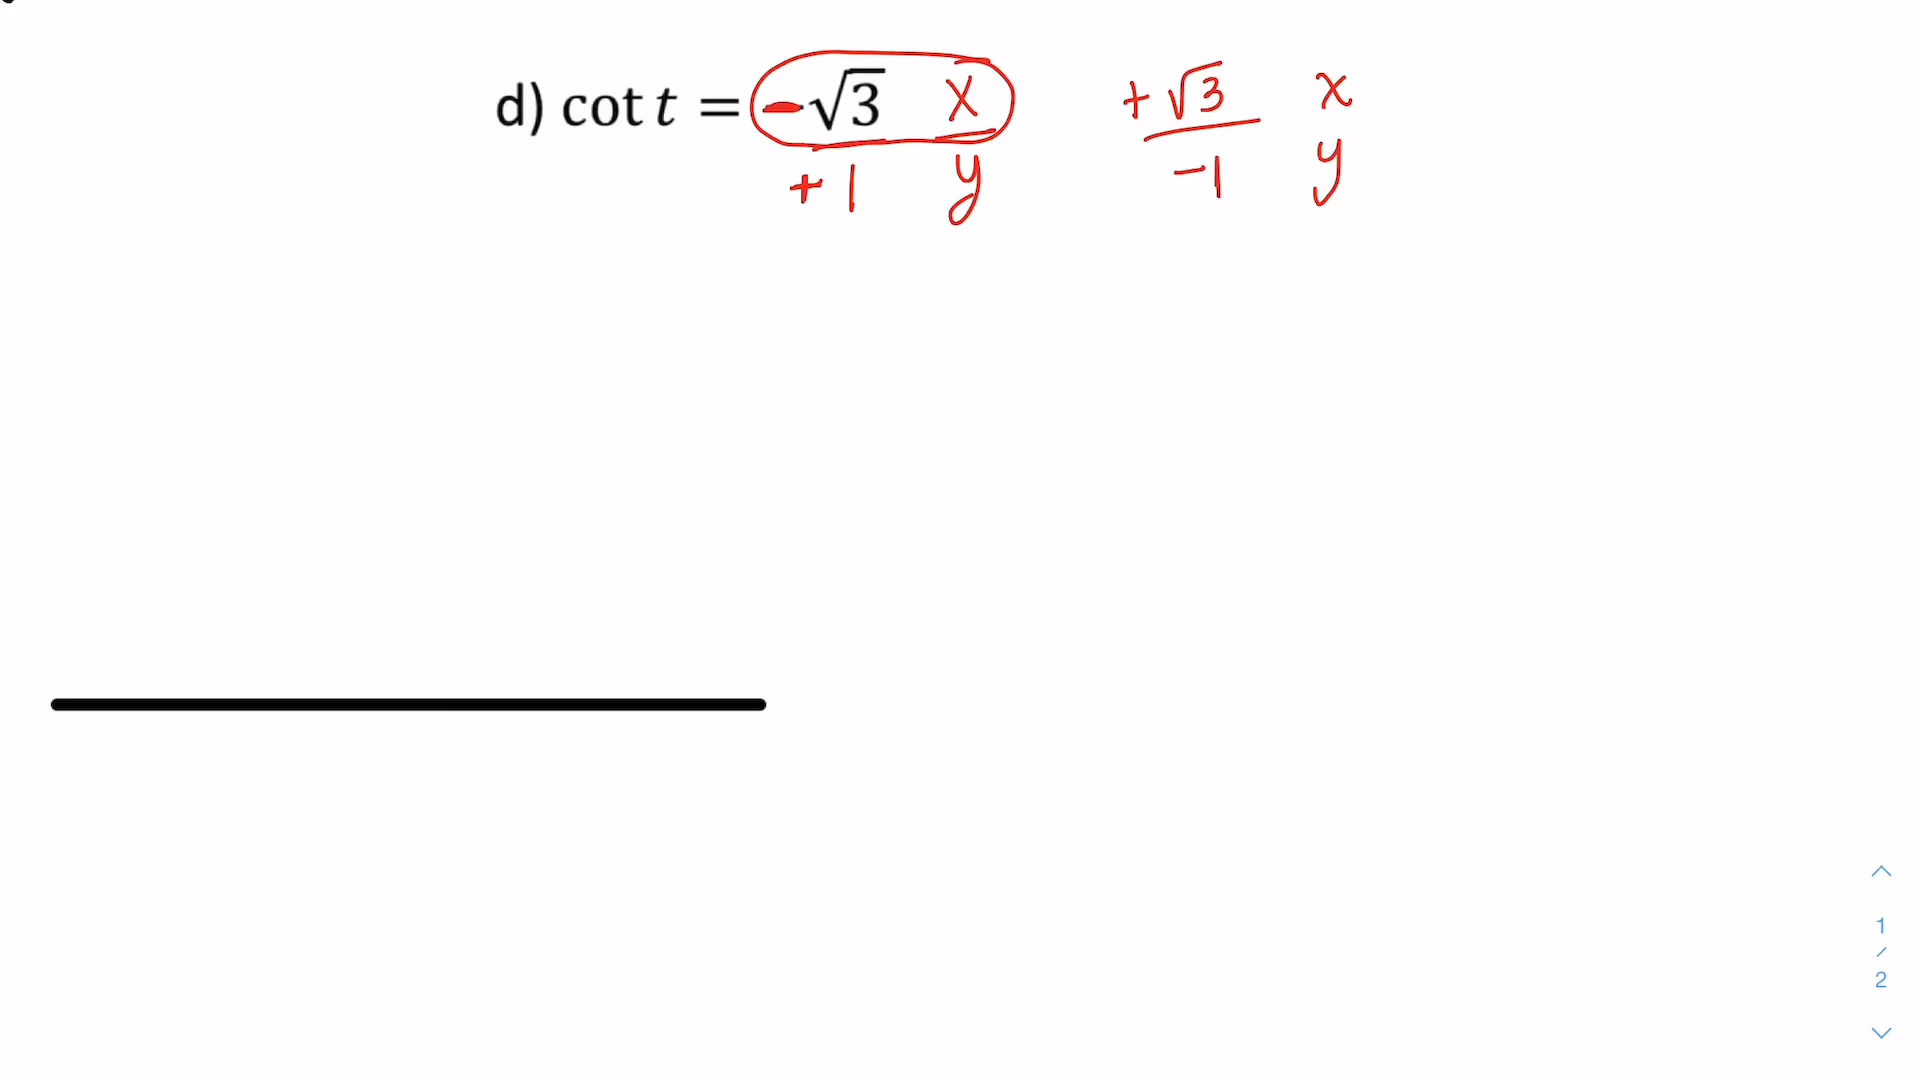 d) cot t = -√3 x + √3 x
+1 y -1 y
1
/
2